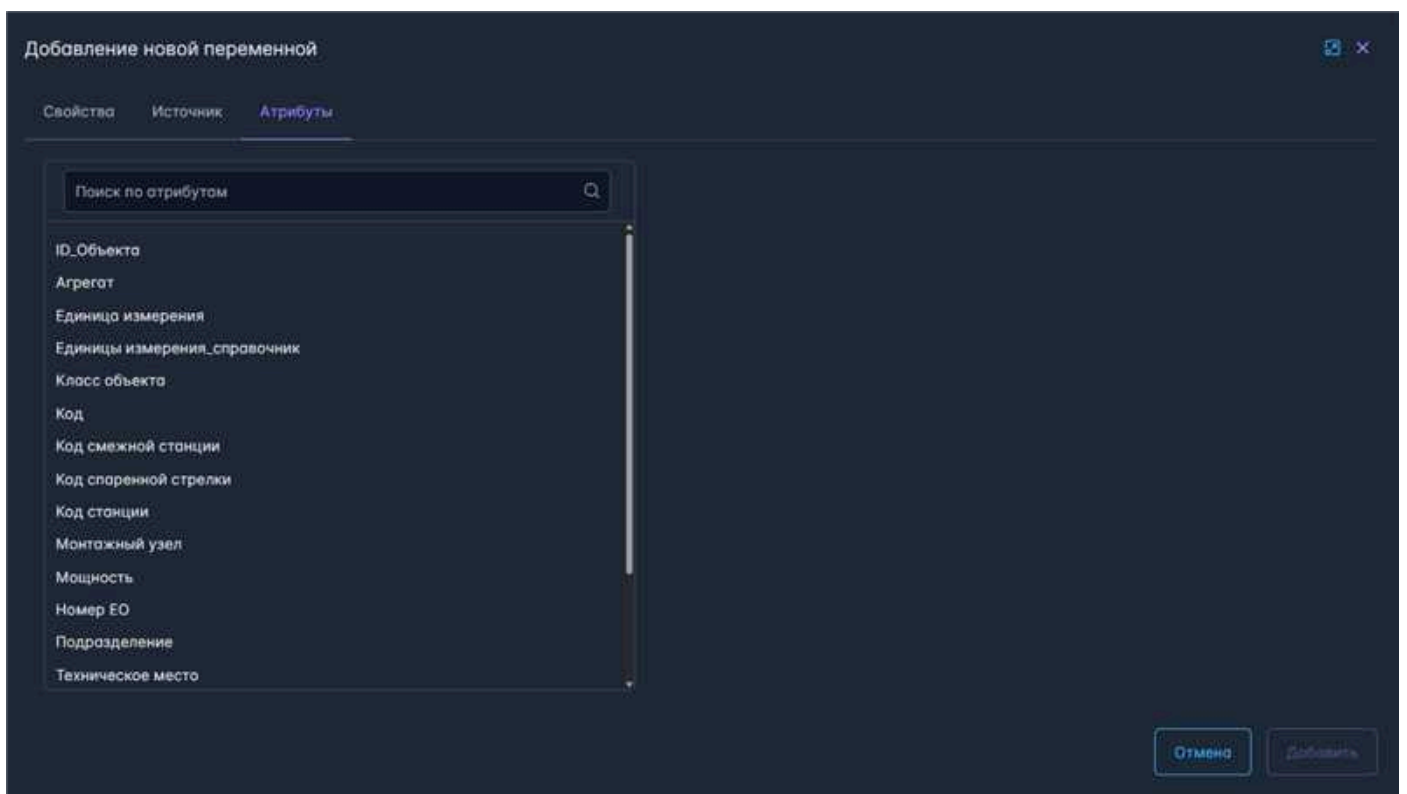 Добавление новой переменной
Свойства Источник Атрибуты
Поиск по атрибутам
ID_Объекта
Агрегат
Единица измерения
Единицы измерения_справочник
Класс объекта
Код
Код смежной станции
Код спаренной стрелки
Код станции
Монтажный узел
Мощность
Номер ЕО
Подразделение
Техническое место
Отмена Добавить